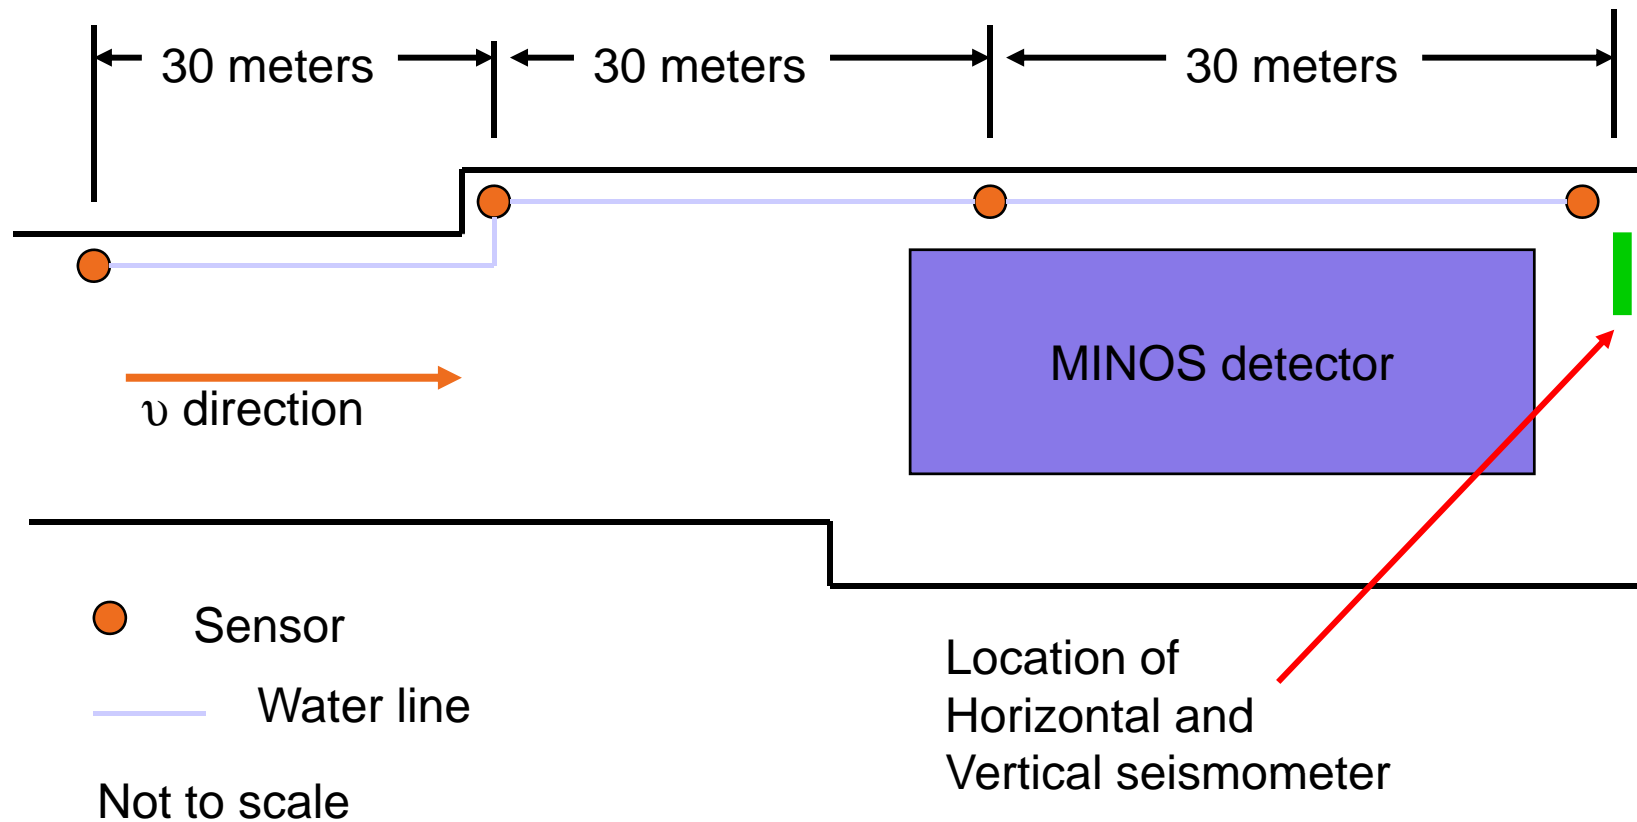 30 meters
30 meters
30 meters
MINOS detector
υ direction
Sensor
Water line
Not to scale
Location of
Horizontal and
Vertical seismometer